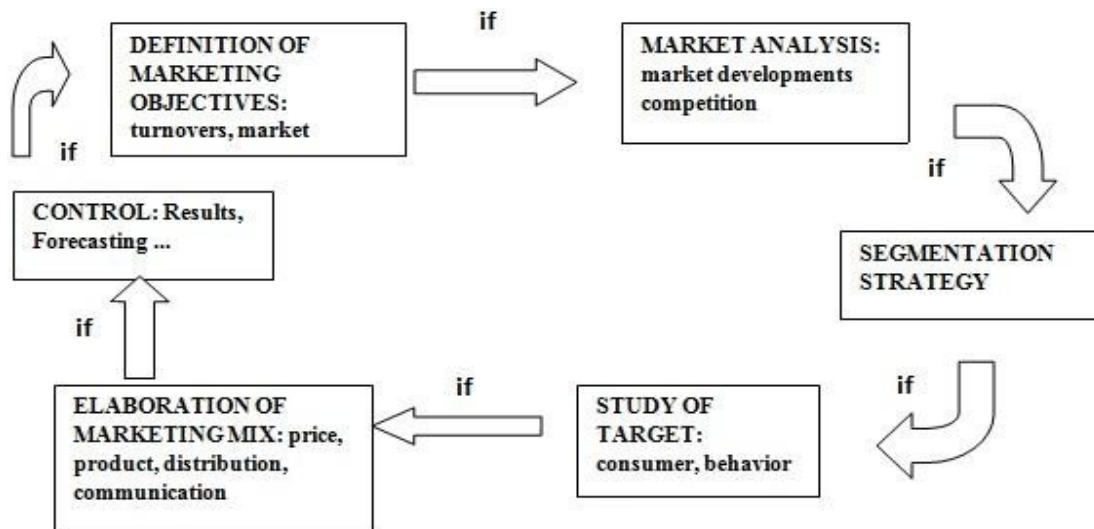 if
DEFINITION OF
MARKETING
OBJECTIVES:
turnovers, market
if
MARKET ANALYSIS:
market developments
competition
if
SEGMENTATION
STRATEGY
if
STUDY OF
TARGET:
consumer, behavior
if
ELABORATION OF
MARKETING MIX: price,
product, distribution,
communication
if
CONTROL: Results,
Forecasting ...